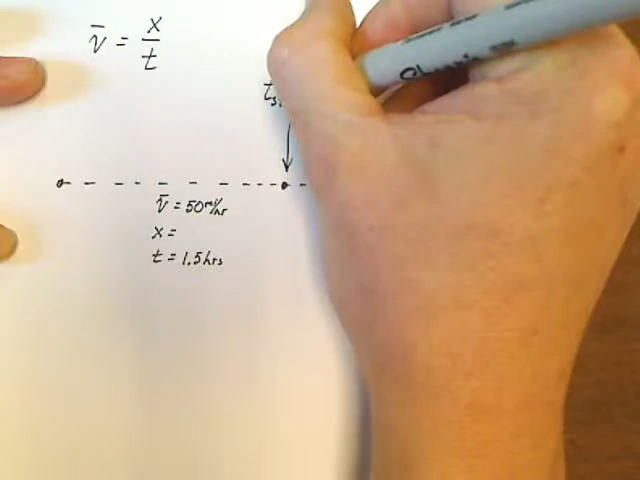 v̄ = x/t
v̄ = 50 mi/hr
x =
t = 1.5 hrs